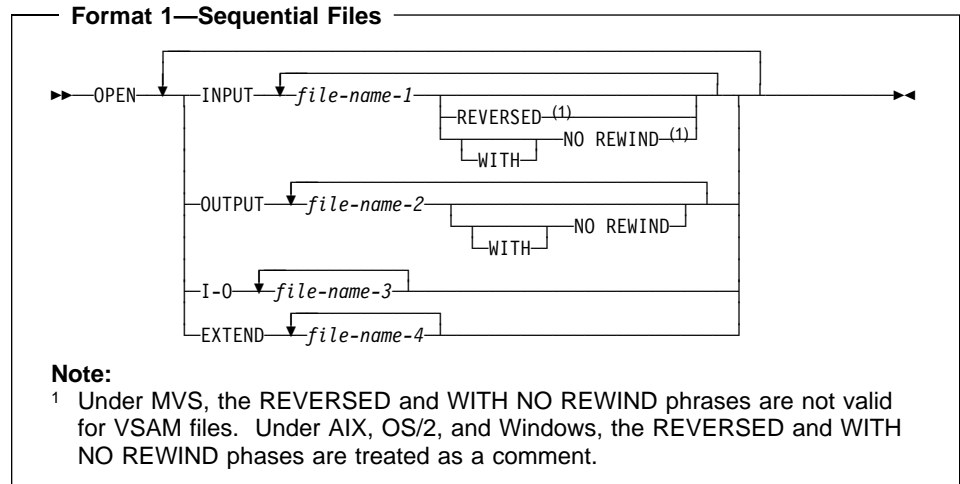 Format 1—Sequential Files
OPEN INPUT file-name-1
REVERSED (1)
NO REWIND (1)
WITH
OUTPUT file-name-2
NO REWIND
WITH
I-O file-name-3
EXTEND file-name-4
Note:
1 Under MVS, the REVERSED and WITH NO REWIND phrases are not valid
for VSAM files. Under AIX, OS/2, and Windows, the REVERSED and WITH
NO REWIND phases are treated as a comment.